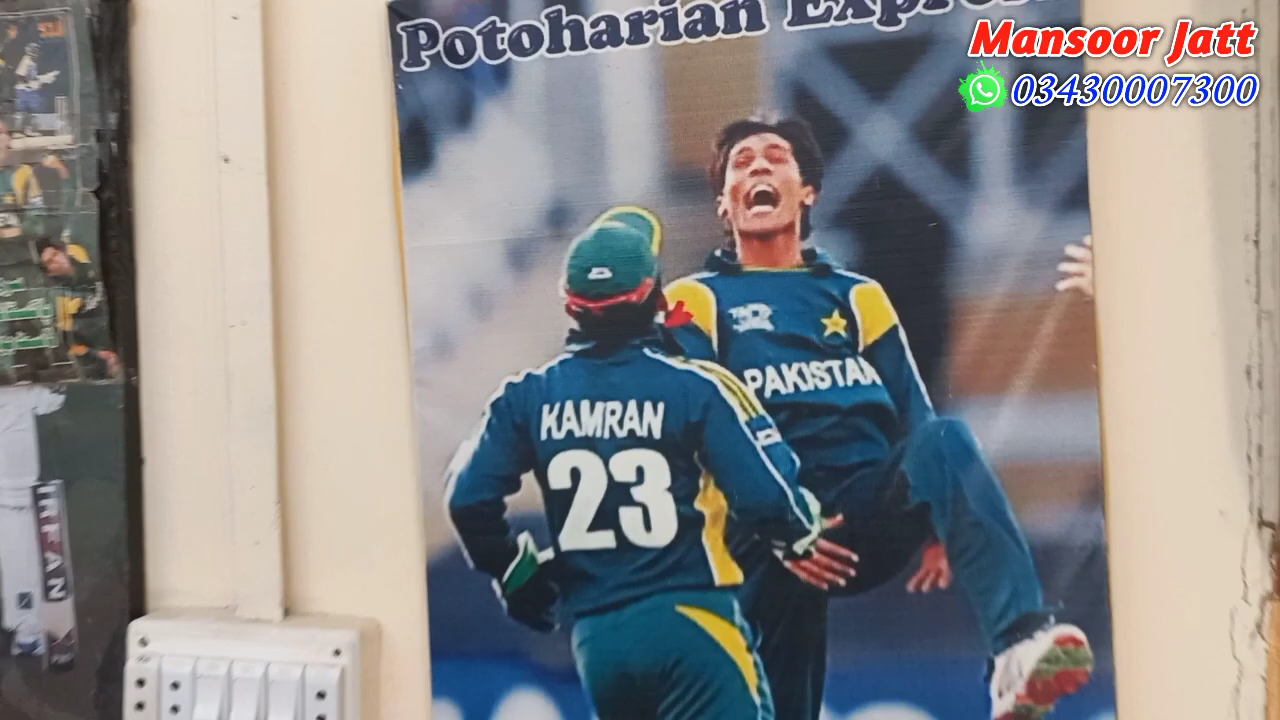 Potoharian
Mansoor Jatt
03430007300
PAKISTAN
KAMRAN
23
IRFAN